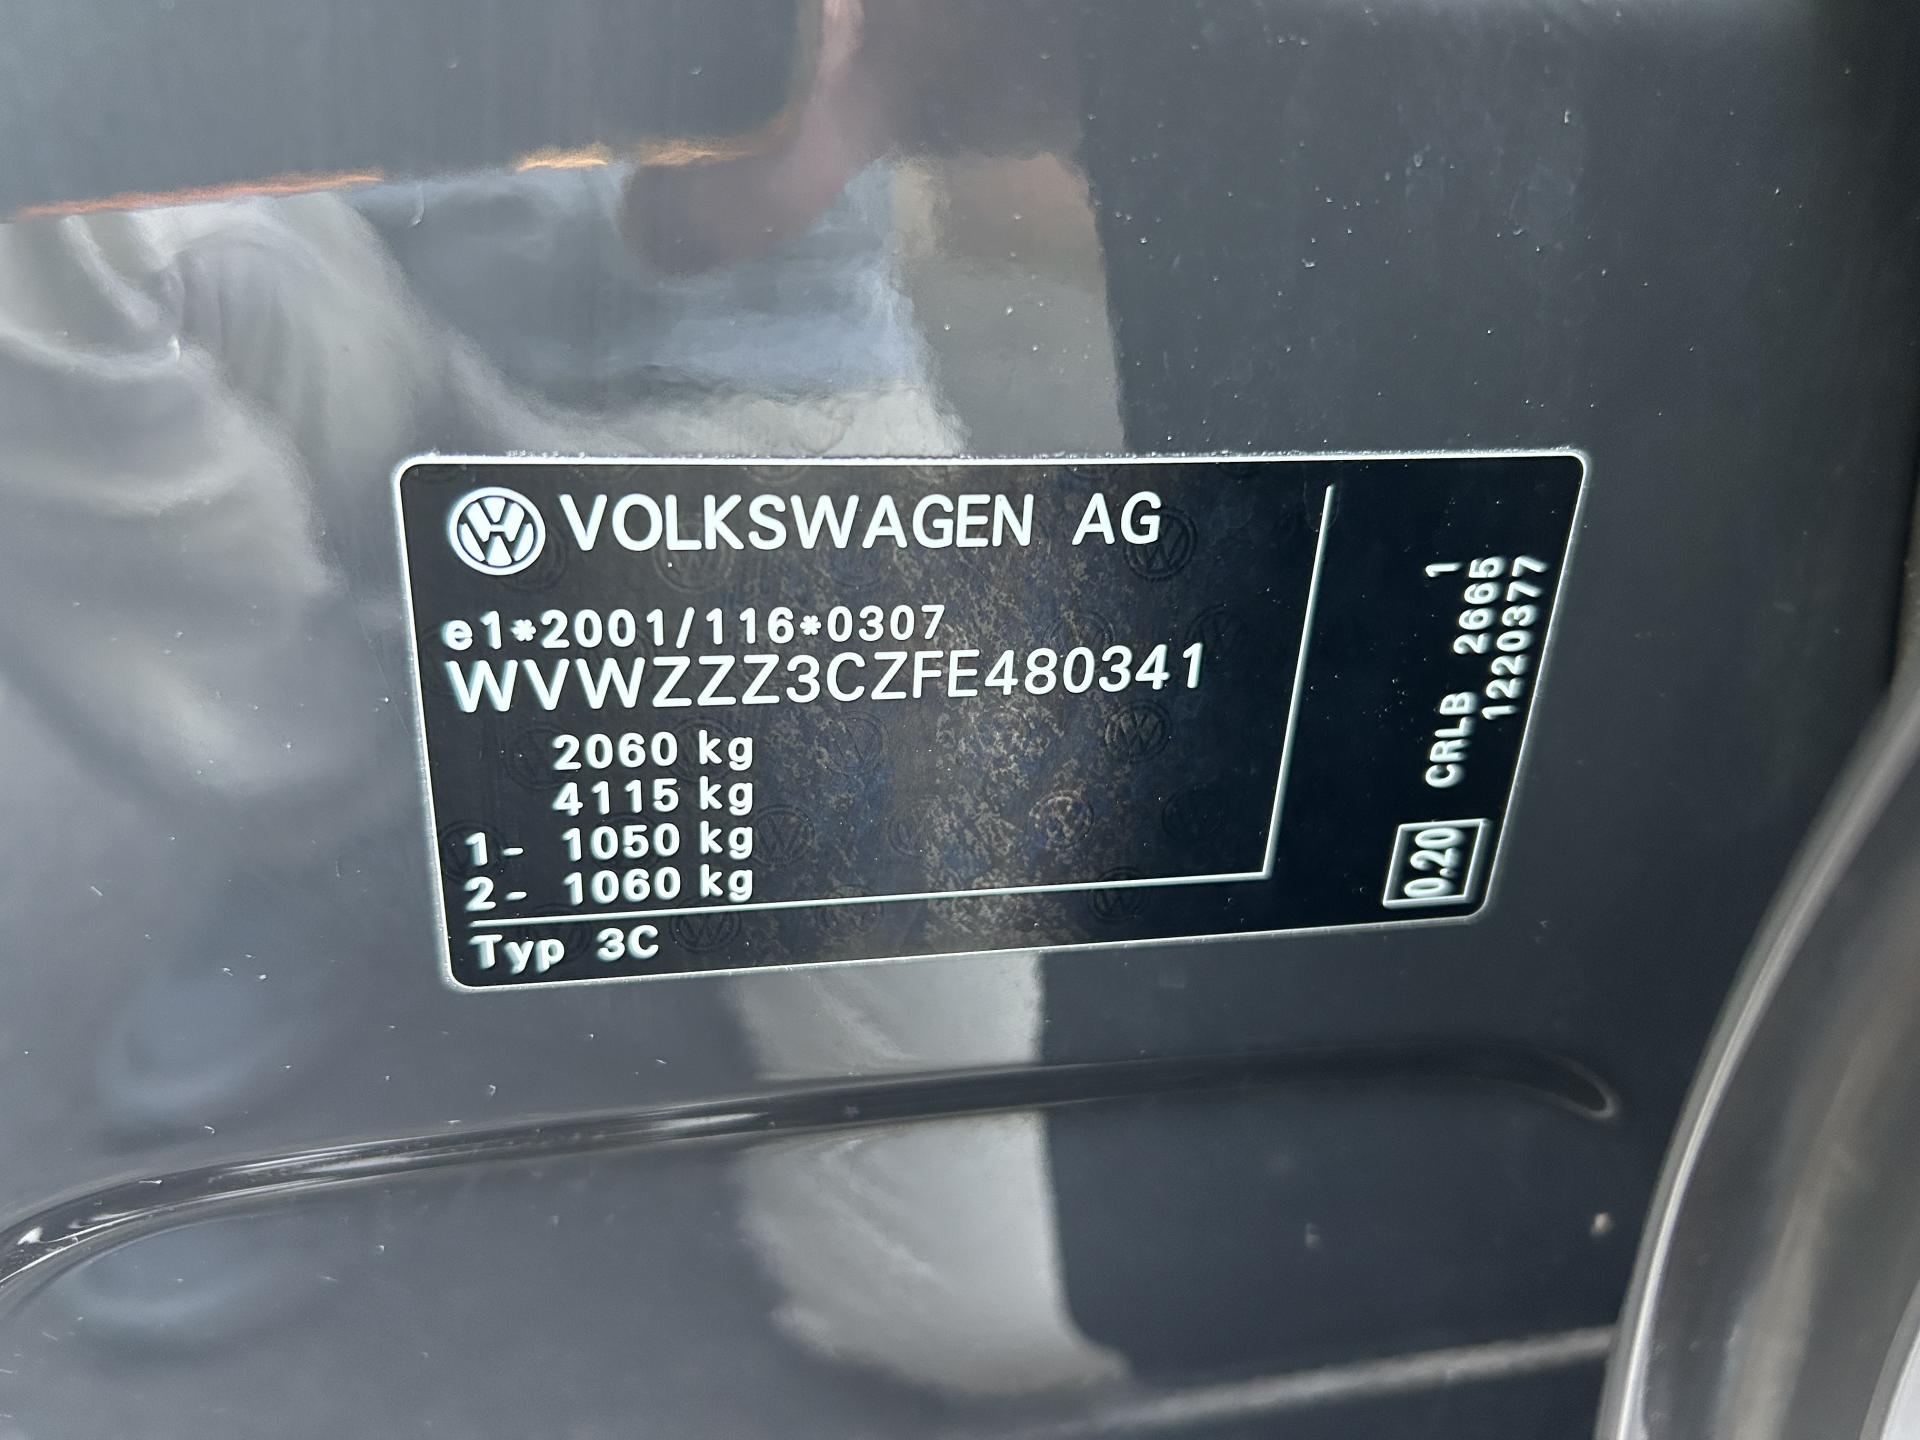 VOLKSWAGEN AG
e1*2001/116*0307
WVWZZZ3CZFE480341
2060 kg
4115 kg
1- 1050 kg
2- 1060 kg
Typ 3C
0.20 CRLB 1
2665
1220377